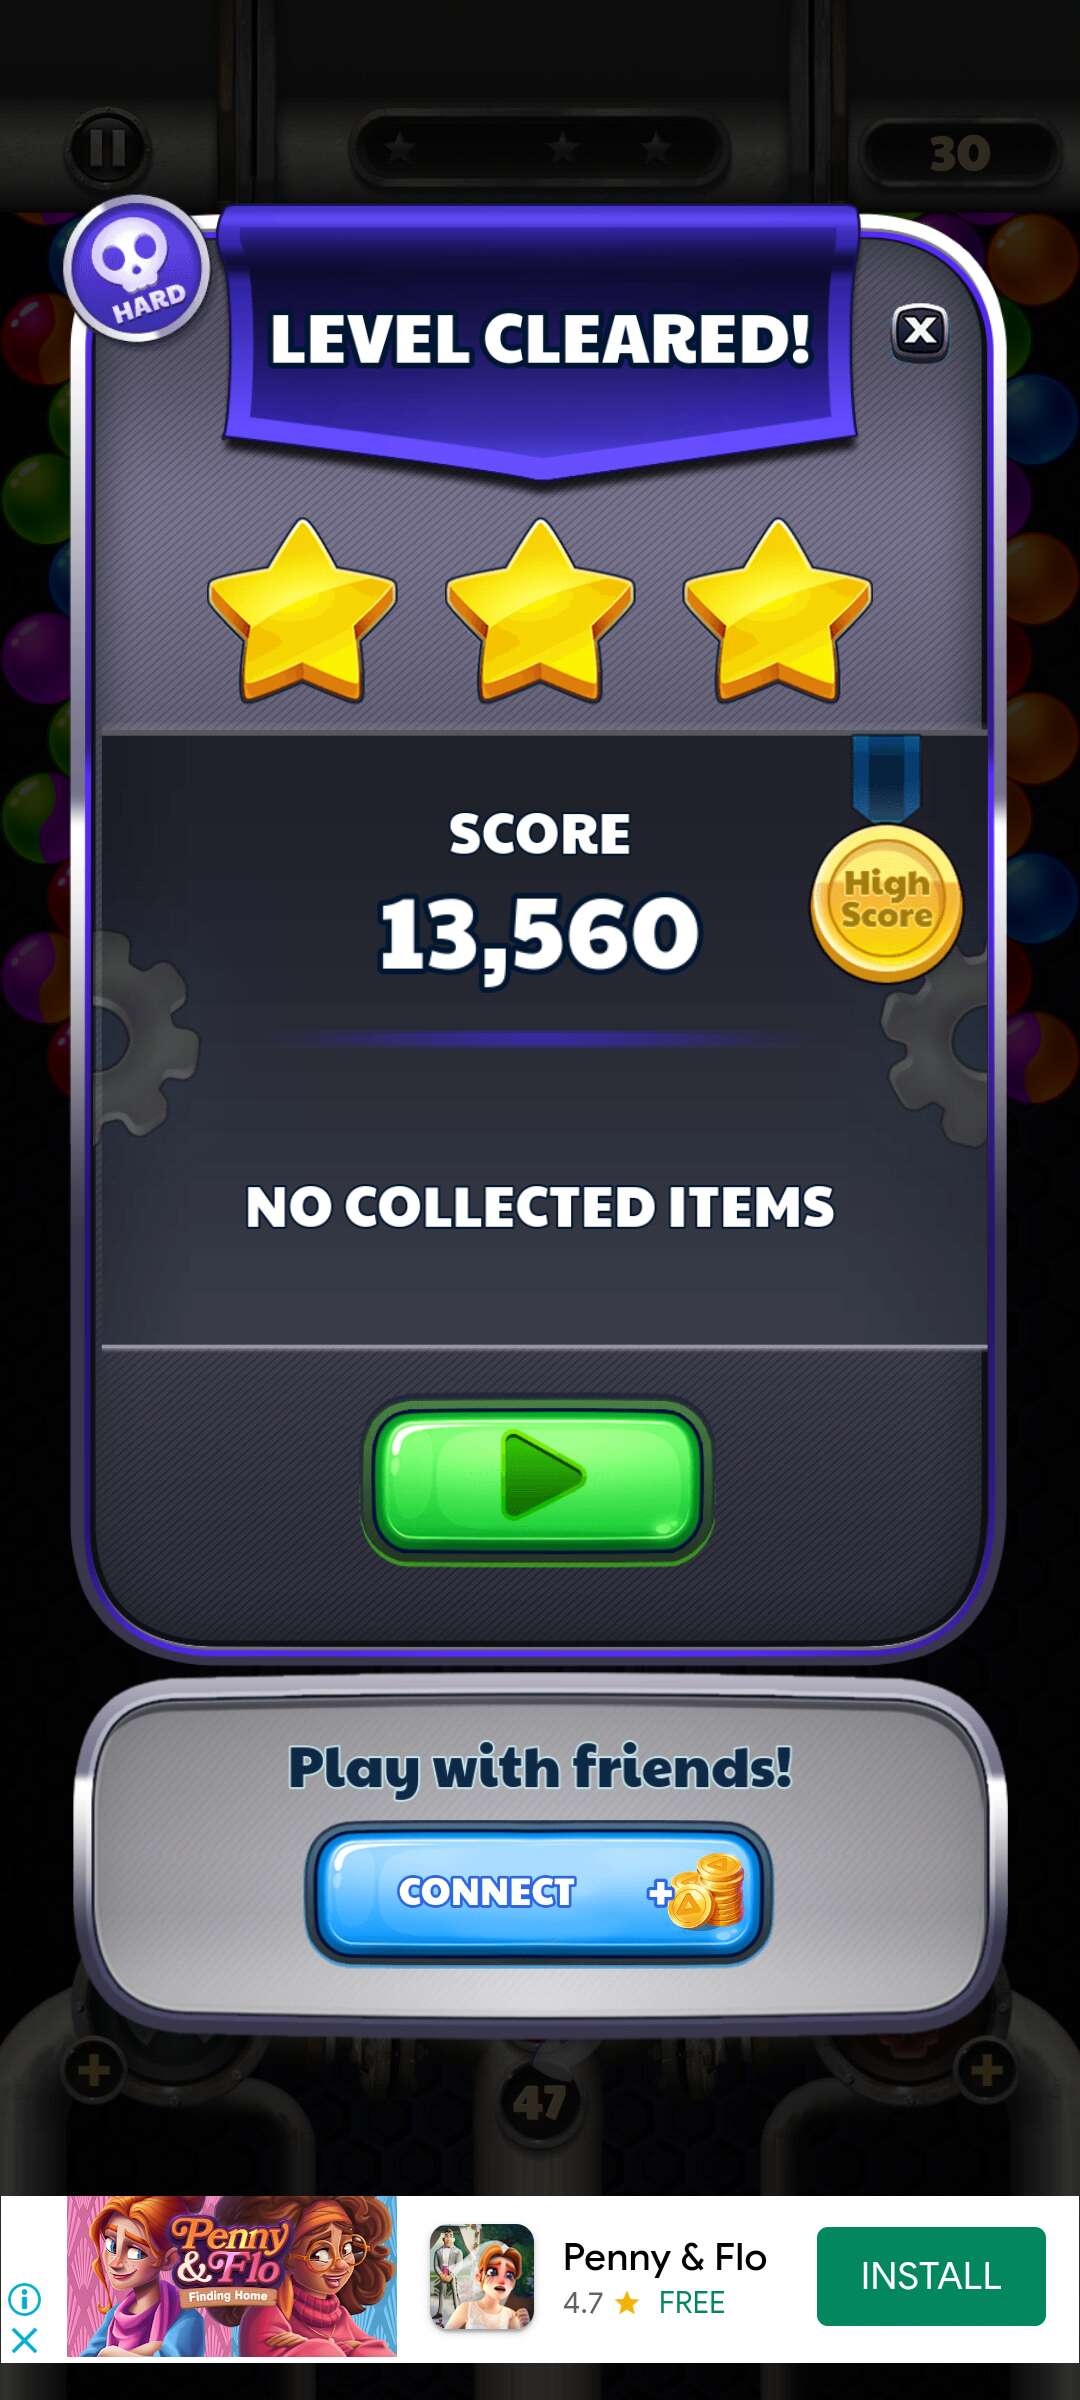 30
HARD
LEVEL CLEARED!
X
SCORE
13,560
High
Score
NO COLLECTED ITEMS
Play with friends!
CONNECT +
47
Penny
& Flo
Finding Home
Penny & Flo
4.7 ★ FREE
INSTALL